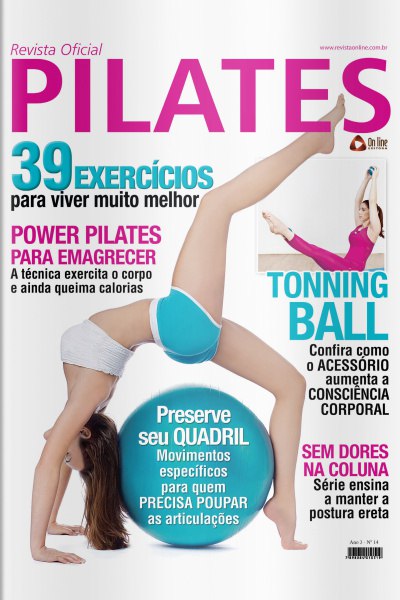 Revista Oficial
www.revistaonline.com.br
PILATES
On line
EDITORA
39 EXERCÍCIOS
para viver muito melhor
POWER PILATES
PARA EMAGRECER
A técnica exercita o corpo
e ainda queima calorias
TONNING
BALL
Confira como
o ACESSÓRIO
aumenta a
CONSCIÊNCIA
CORPORAL
Preserve
seu QUADRIL
Movimentos
específicos
para quem
PRECISA POUPAR
as articulações
SEM DORES
NA COLUNA
Série ensina
a manter a
postura ereta
Ano 3 - Nº 14